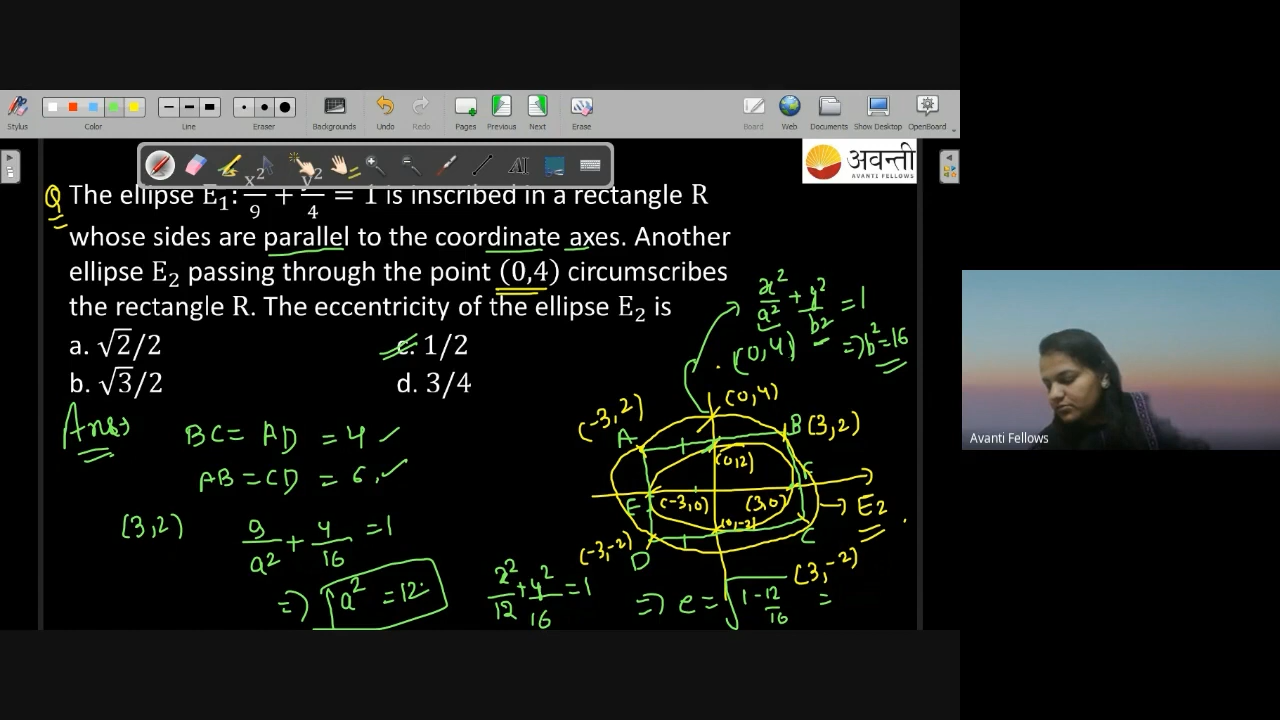 Stylus
Color
Line
Eraser
Backgrounds
Undo
Redo
Pages
Previous
Next
Erase
Board
Web
Documents
Show Desktop
OpenBoard
अवन्ती
AVANTI FELLOWS
Q The ellipse E₁: x²/9 + y²/4 = 1 is inscribed in a rectangle R
whose sides are parallel to the coordinate axes. Another
ellipse E₂ passing through the point (0,4) circumscribes
the rectangle R. The eccentricity of the ellipse E₂ is
a. √2/2
c. 1/2
b. √3/2
d. 3/4
x²/a² + y²/b² = 1
(0,4) ⇒ b² = 16
Ans
BC = AD = 4 ✓
AB = CD = 6 ✓
(3,2) 9/a² + 4/16 = 1
⇒ a² = 12
x²/12 + y²/16 = 1
⇒ e = √1 - 12/16 =
(0,4)
(-3,2)
A
B (3,2)
(0,2)
F
E
(-3,0)
(3,0)
→ E₂
(0,-2)
C
(-3,-2)
D
(3,-2)
Avanti Fellows